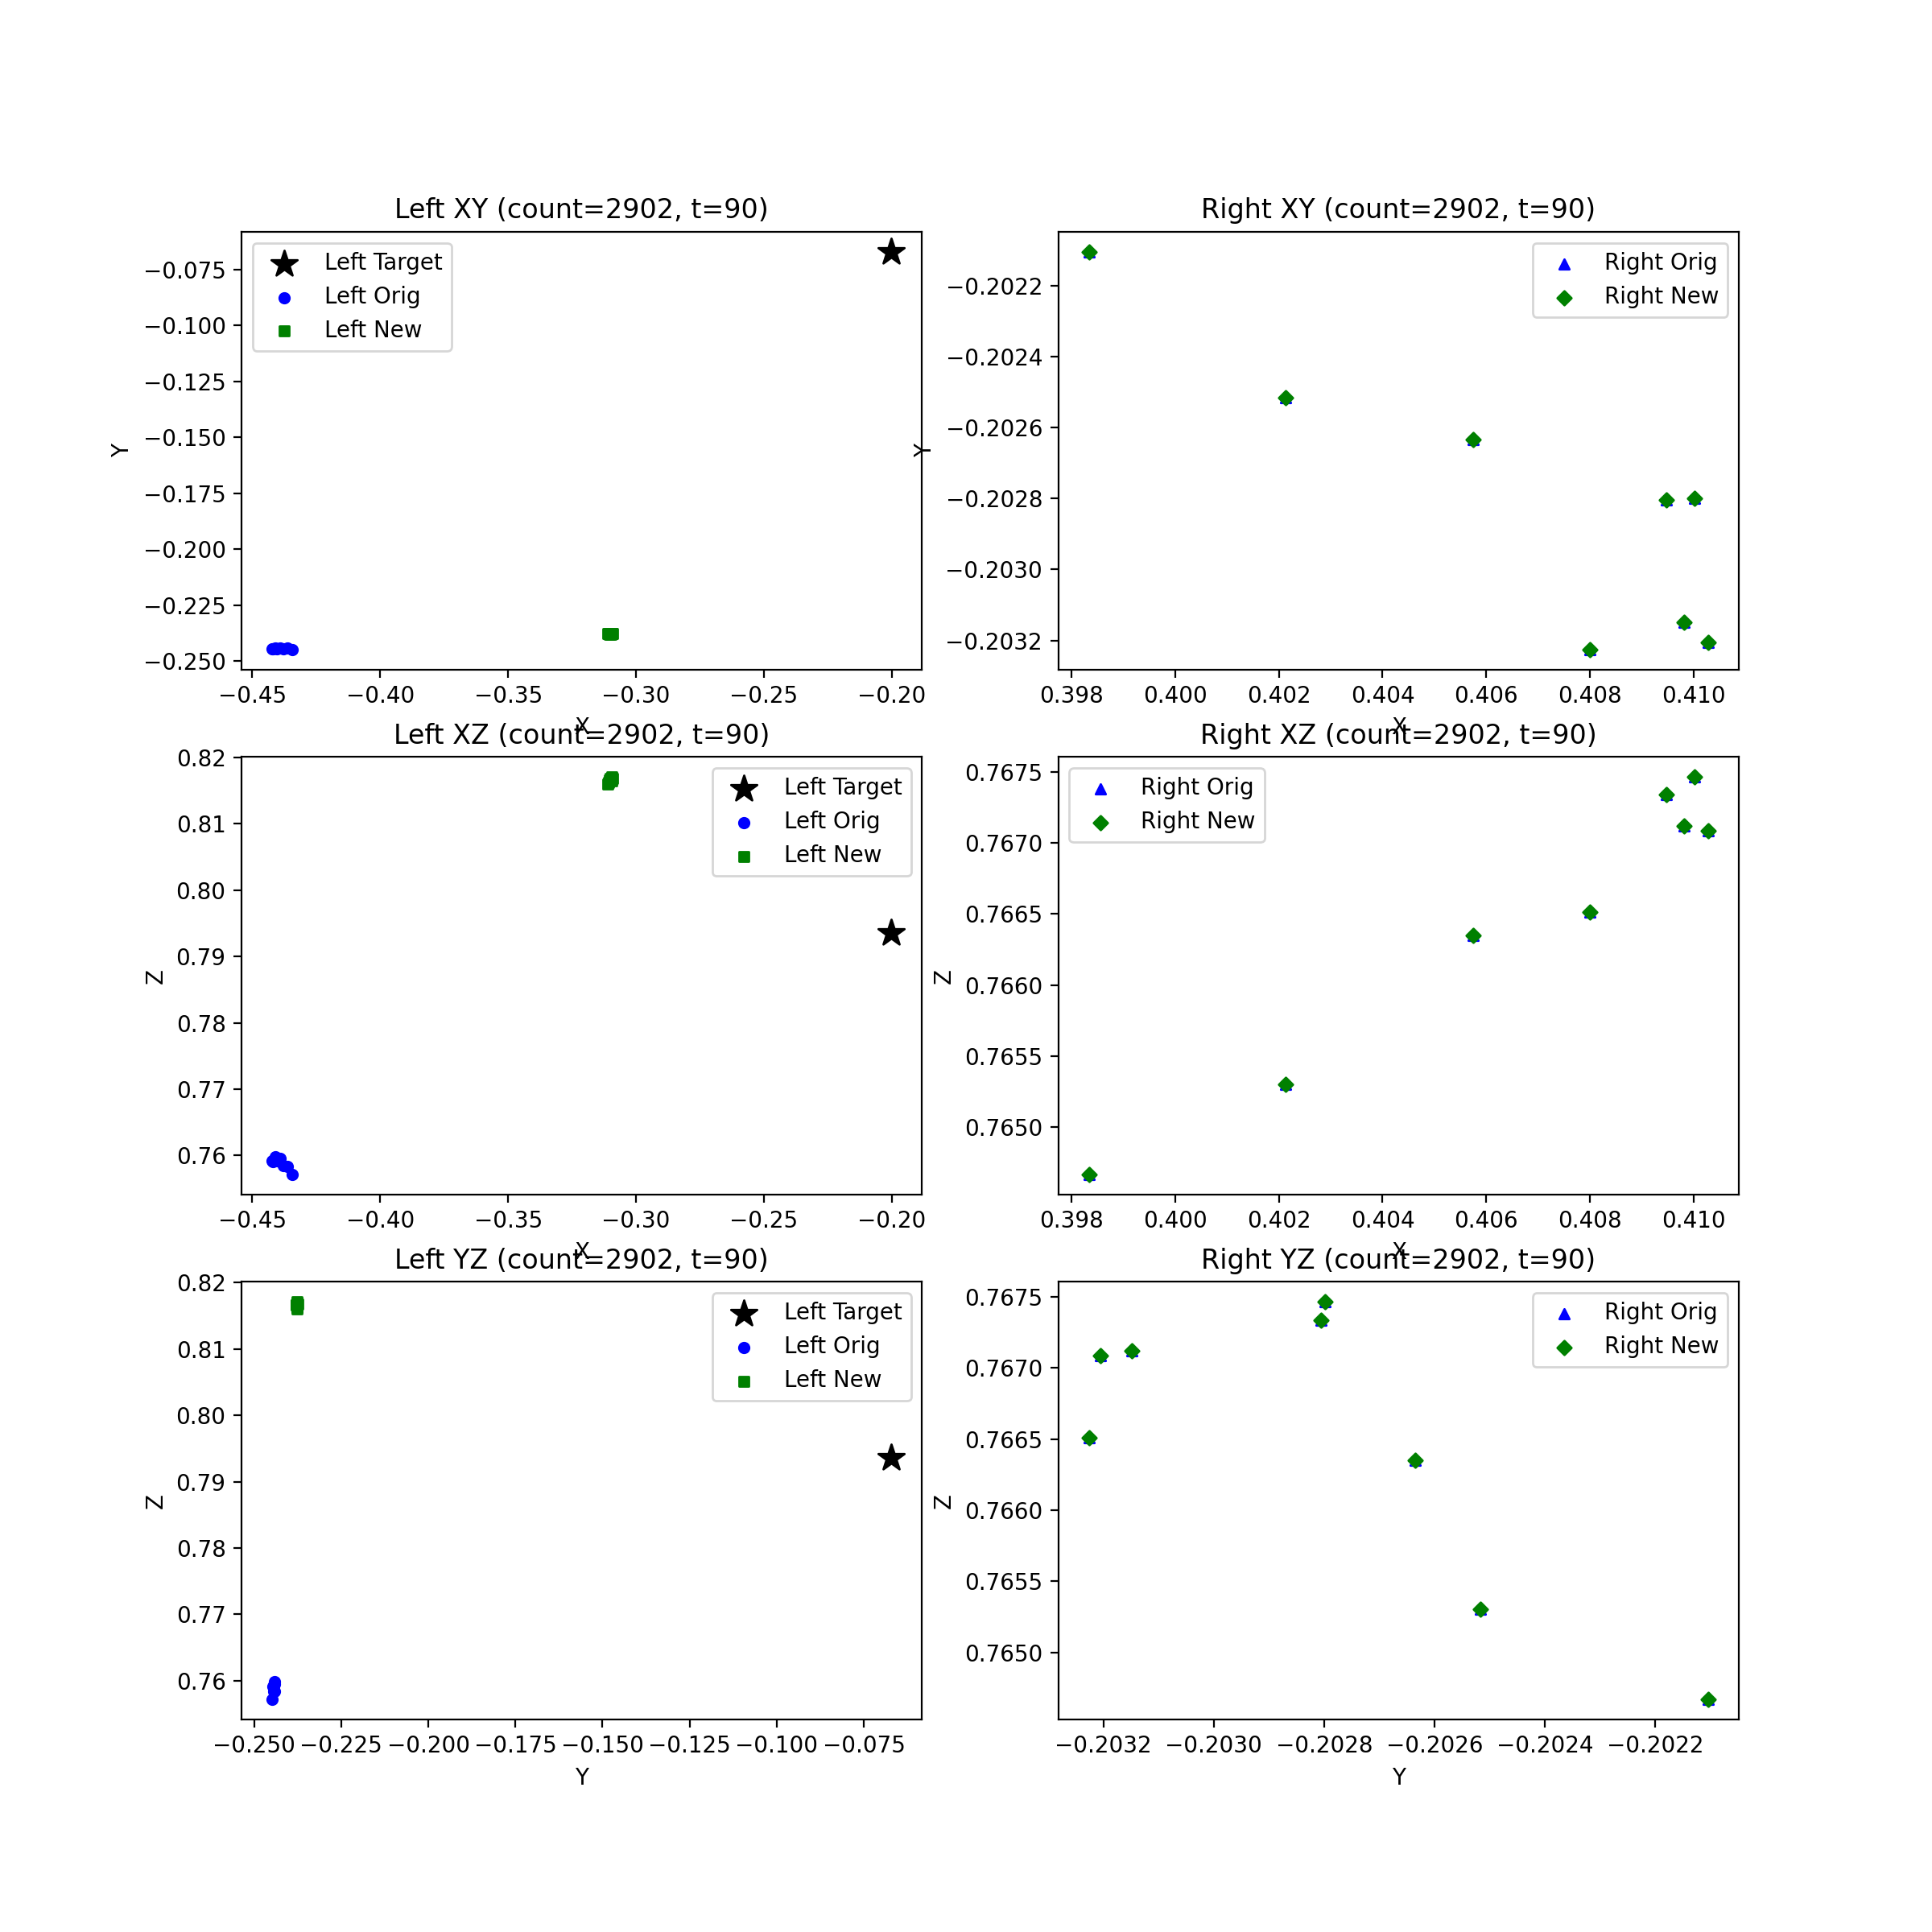 Left XY (count=2902, t=90)
Left Target
Left Orig
Left New
−0.075
−0.100
−0.125
−0.150
−0.175
−0.200
−0.225
−0.250
Y
−0.45
−0.40
−0.35
−0.30
−0.25
−0.20
X
Right XY (count=2902, t=90)
Right Orig
Right New
−0.2022
−0.2024
−0.2026
−0.2028
−0.2030
−0.2032
Y
0.398
0.400
0.402
0.404
0.406
0.408
0.410
X
Left XZ (count=2902, t=90)
Left Target
Left Orig
Left New
0.82
0.81
0.80
0.79
0.78
0.77
0.76
Z
−0.45
−0.40
−0.35
−0.30
−0.25
−0.20
X
Right XZ (count=2902, t=90)
Right Orig
Right New
0.7675
0.7670
0.7665
0.7660
0.7655
0.7650
Z
0.398
0.400
0.402
0.404
0.406
0.408
0.410
X
Left YZ (count=2902, t=90)
Left Target
Left Orig
Left New
0.82
0.81
0.80
0.79
0.78
0.77
0.76
Z
−0.250
−0.225
−0.200
−0.175
−0.150
−0.125
−0.100
−0.075
Y
Right YZ (count=2902, t=90)
Right Orig
Right New
0.7675
0.7670
0.7665
0.7660
0.7655
0.7650
Z
−0.2032
−0.2030
−0.2028
−0.2026
−0.2024
−0.2022
Y